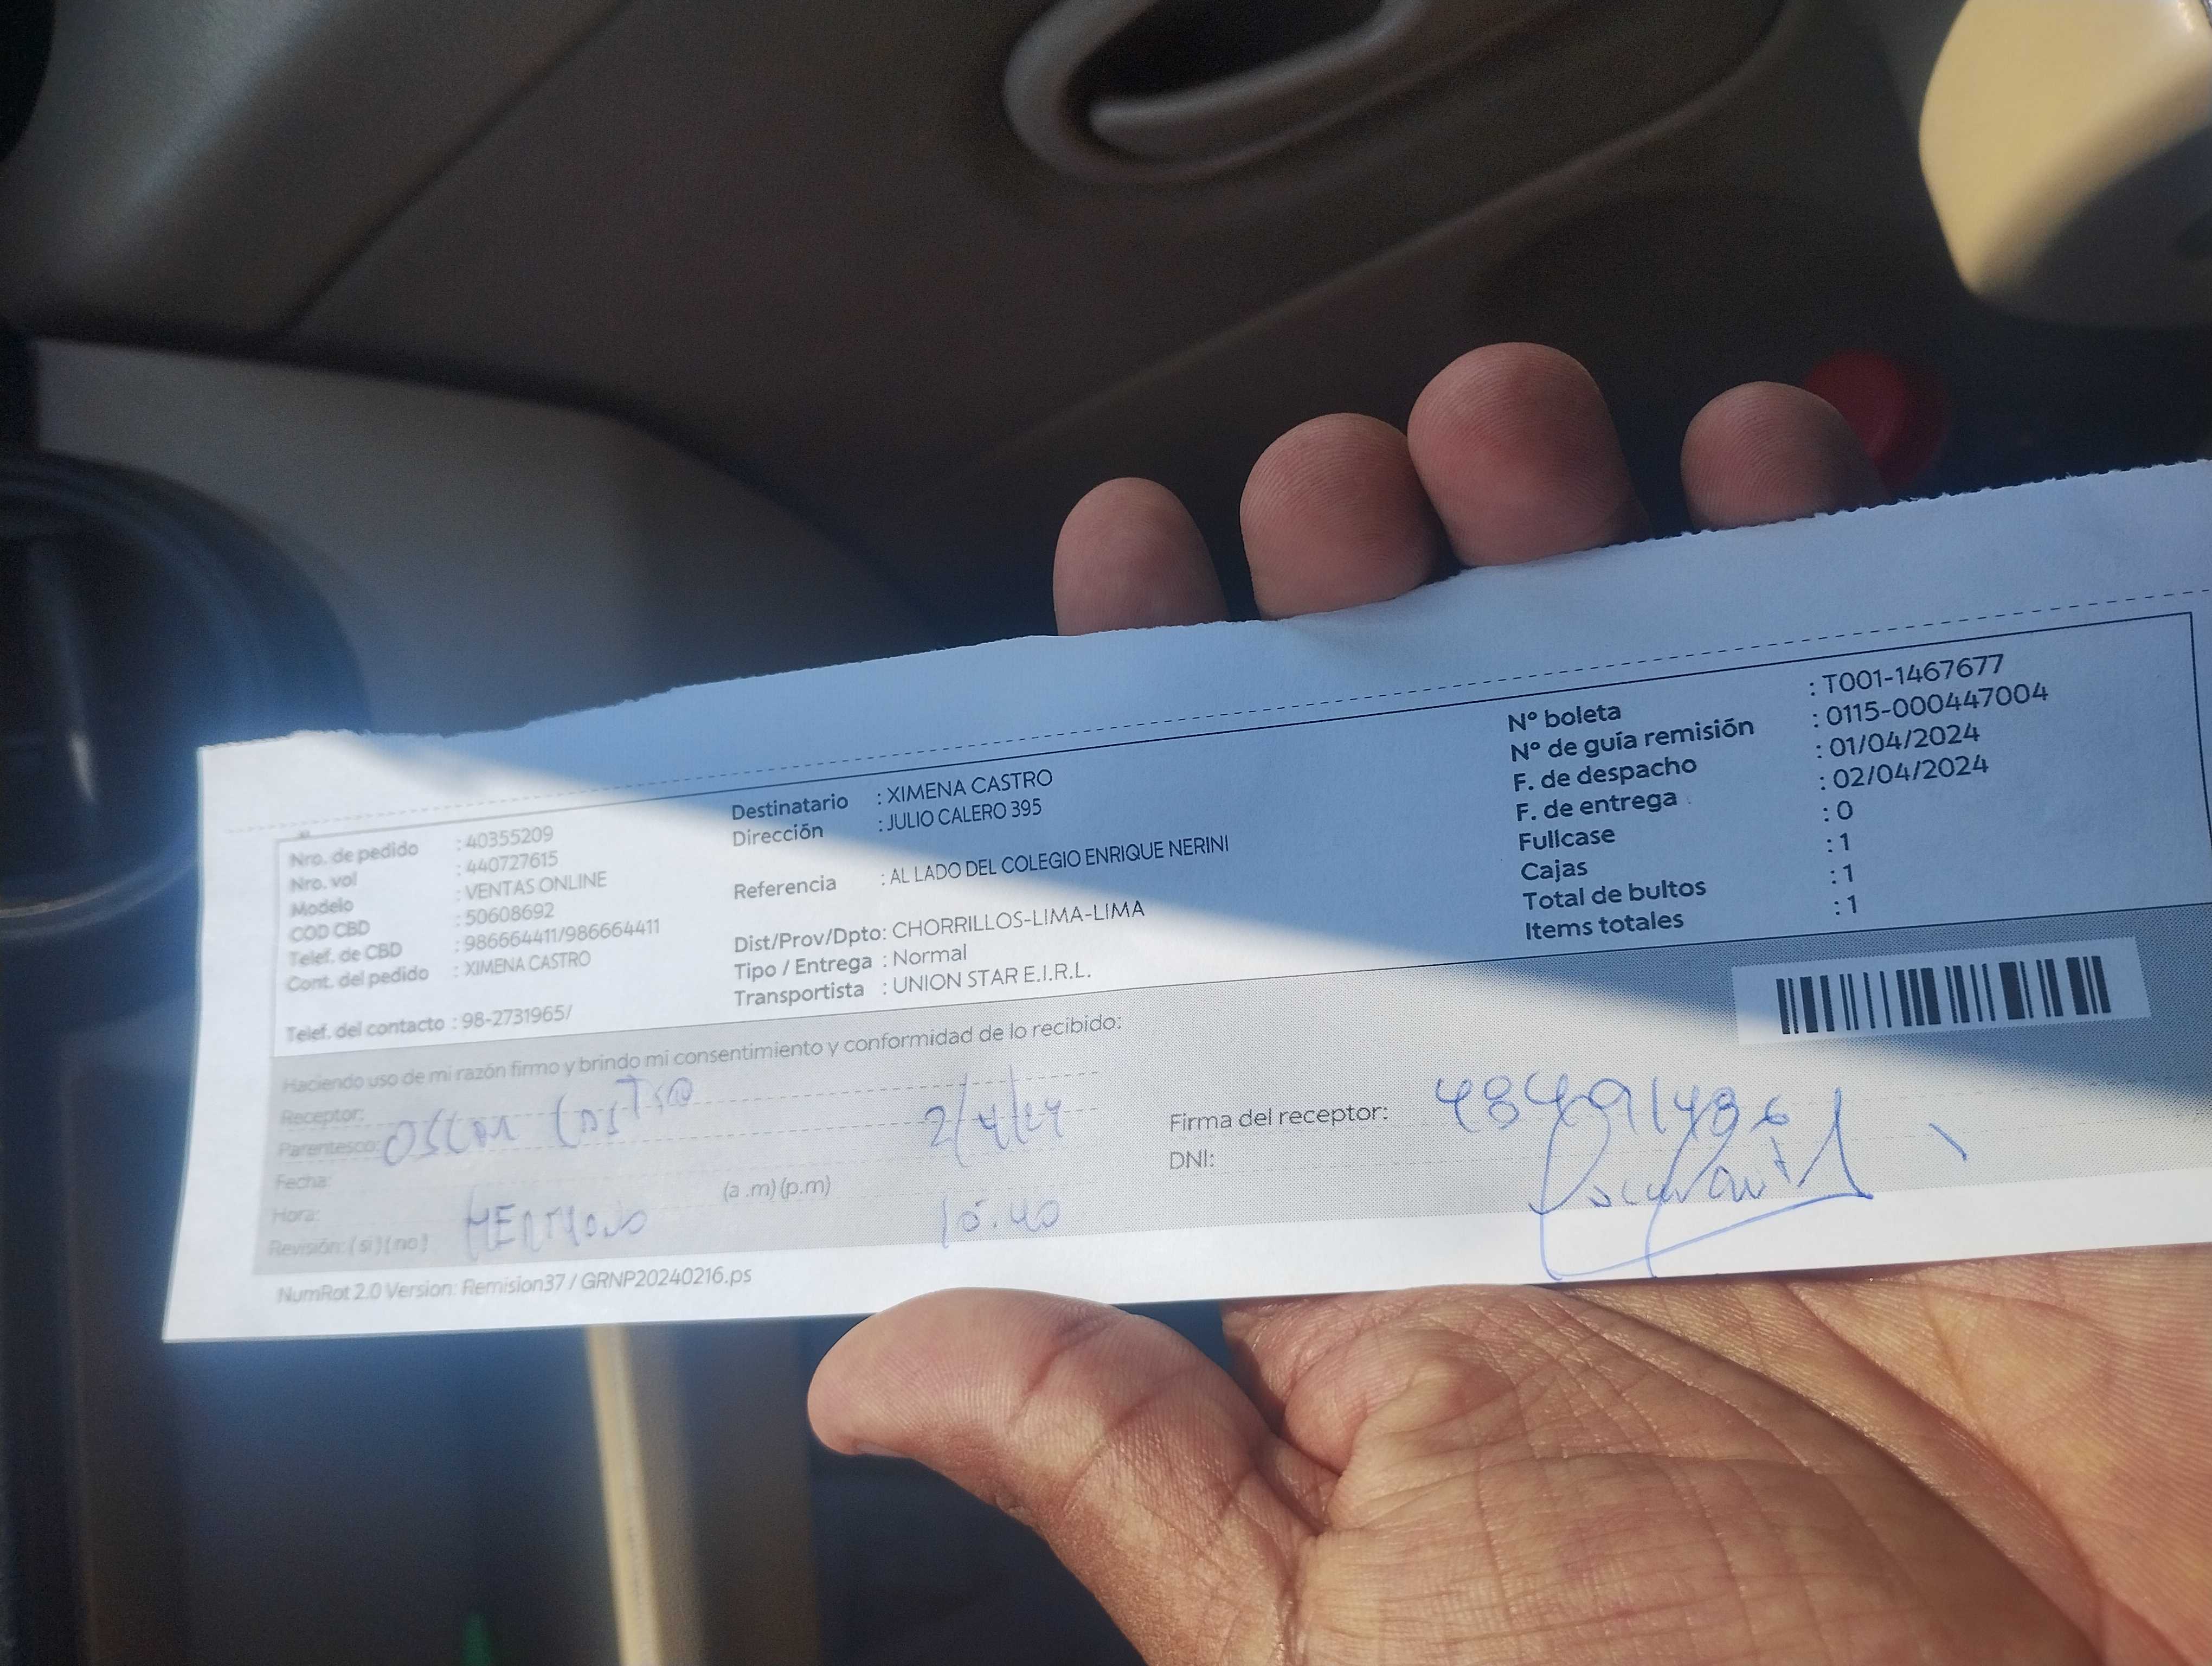 Nro. de pedido : 40355209
Nro. vol : 440727615
Modelo : VENTAS ONLINE
COD CBD : 50608692
Telef. de CBD : 986664411/986664411
Cont. del pedido : XIMENA CASTRO
Telef. del contacto : 98-2731965/
Destinatario : XIMENA CASTRO
Dirección : JULIO CALERO 395
Referencia : AL LADO DEL COLEGIO ENRIQUE NERINI
Dist/Prov/Dpto: CHORRILLOS-LIMA-LIMA
Tipo / Entrega : Normal
Transportista : UNION STAR E.I.R.L.
Nº boleta : T001-1467677
Nº de guía remisión : 0115-000447004
F. de despacho : 01/04/2024
F. de entrega : 02/04/2024
Fullcase : 0
Cajas : 1
Total de bultos : 1
Items totales : 1
Haciendo uso de mi razón firmo y brindo mi consentimiento y conformidad de lo recibido:
Receptor:
Parentesco: OSCAR CASTRO 2/4/24
Fecha:
Hora: (a .m) (p.m)
Revisión: ( si ) ( no ) HERMANO
Firma del receptor: 48491486
DNI:
NumRot 2.0 Version: Remision37 / GRNP20240216.ps